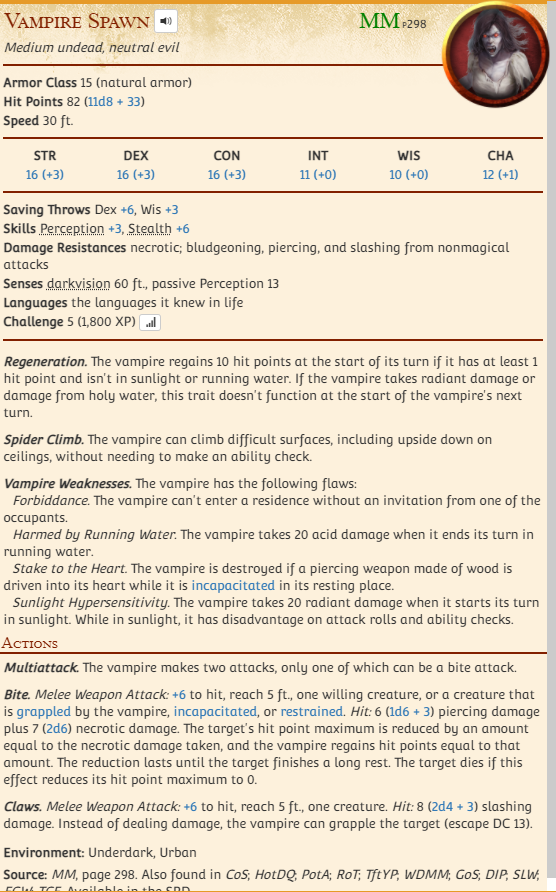 VAMPIRE SPAWN
MM P298
Medium undead, neutral evil
Armor Class 15 (natural armor)
Hit Points 82 (11d8 + 33)
Speed 30 ft.
STR DEX CON INT WIS CHA
16 (+3) 16 (+3) 16 (+3) 11 (+0) 10 (+0) 12 (+1)
Saving Throws Dex +6, Wis +3
Skills Perception +3, Stealth +6
Damage Resistances necrotic; bludgeoning, piercing, and slashing from nonmagical
attacks
Senses darkvision 60 ft., passive Perception 13
Languages the languages it knew in life
Challenge 5 (1,800 XP)
Regeneration. The vampire regains 10 hit points at the start of its turn if it has at least 1
hit point and isn't in sunlight or running water. If the vampire takes radiant damage or
damage from holy water, this trait doesn't function at the start of the vampire's next
turn.
Spider Climb. The vampire can climb difficult surfaces, including upside down on
ceilings, without needing to make an ability check.
Vampire Weaknesses. The vampire has the following flaws:
Forbiddance. The vampire can't enter a residence without an invitation from one of the
occupants.
Harmed by Running Water. The vampire takes 20 acid damage when it ends its turn in
running water.
Stake to the Heart. The vampire is destroyed if a piercing weapon made of wood is
driven into its heart while it is incapacitated in its resting place.
Sunlight Hypersensitivity. The vampire takes 20 radiant damage when it starts its turn
in sunlight. While in sunlight, it has disadvantage on attack rolls and ability checks.
ACTIONS
Multiattack. The vampire makes two attacks, only one of which can be a bite attack.
Bite. Melee Weapon Attack: +6 to hit, reach 5 ft., one willing creature, or a creature that
is grappled by the vampire, incapacitated, or restrained. Hit: 6 (1d6 + 3) piercing damage
plus 7 (2d6) necrotic damage. The target's hit point maximum is reduced by an amount
equal to the necrotic damage taken, and the vampire regains hit points equal to that
amount. The reduction lasts until the target finishes a long rest. The target dies if this
effect reduces its hit point maximum to 0.
Claws. Melee Weapon Attack: +6 to hit, reach 5 ft., one creature. Hit: 8 (2d4 + 3) slashing
damage. Instead of dealing damage, the vampire can grapple the target (escape DC 13).
Environment: Underdark, Urban
Source: MM, page 298. Also found in CoS; HotDQ; PotA; RoT; TftYP; WDMM; GoS; DIP; SLW;
EGW; TCE. Available in the SRD.